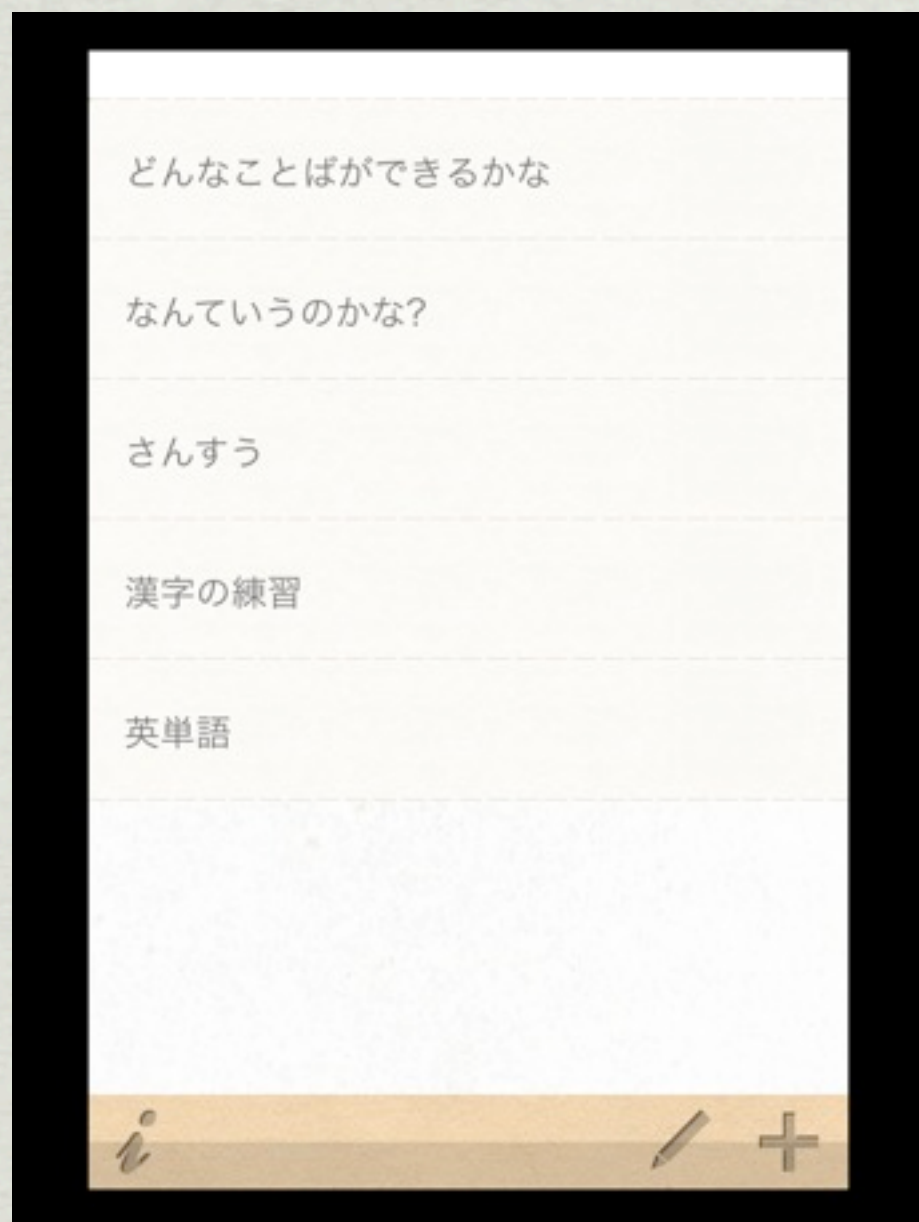 どんなことばができるかな
なんていうのかな?
さんすう
漢字の練習
英単語